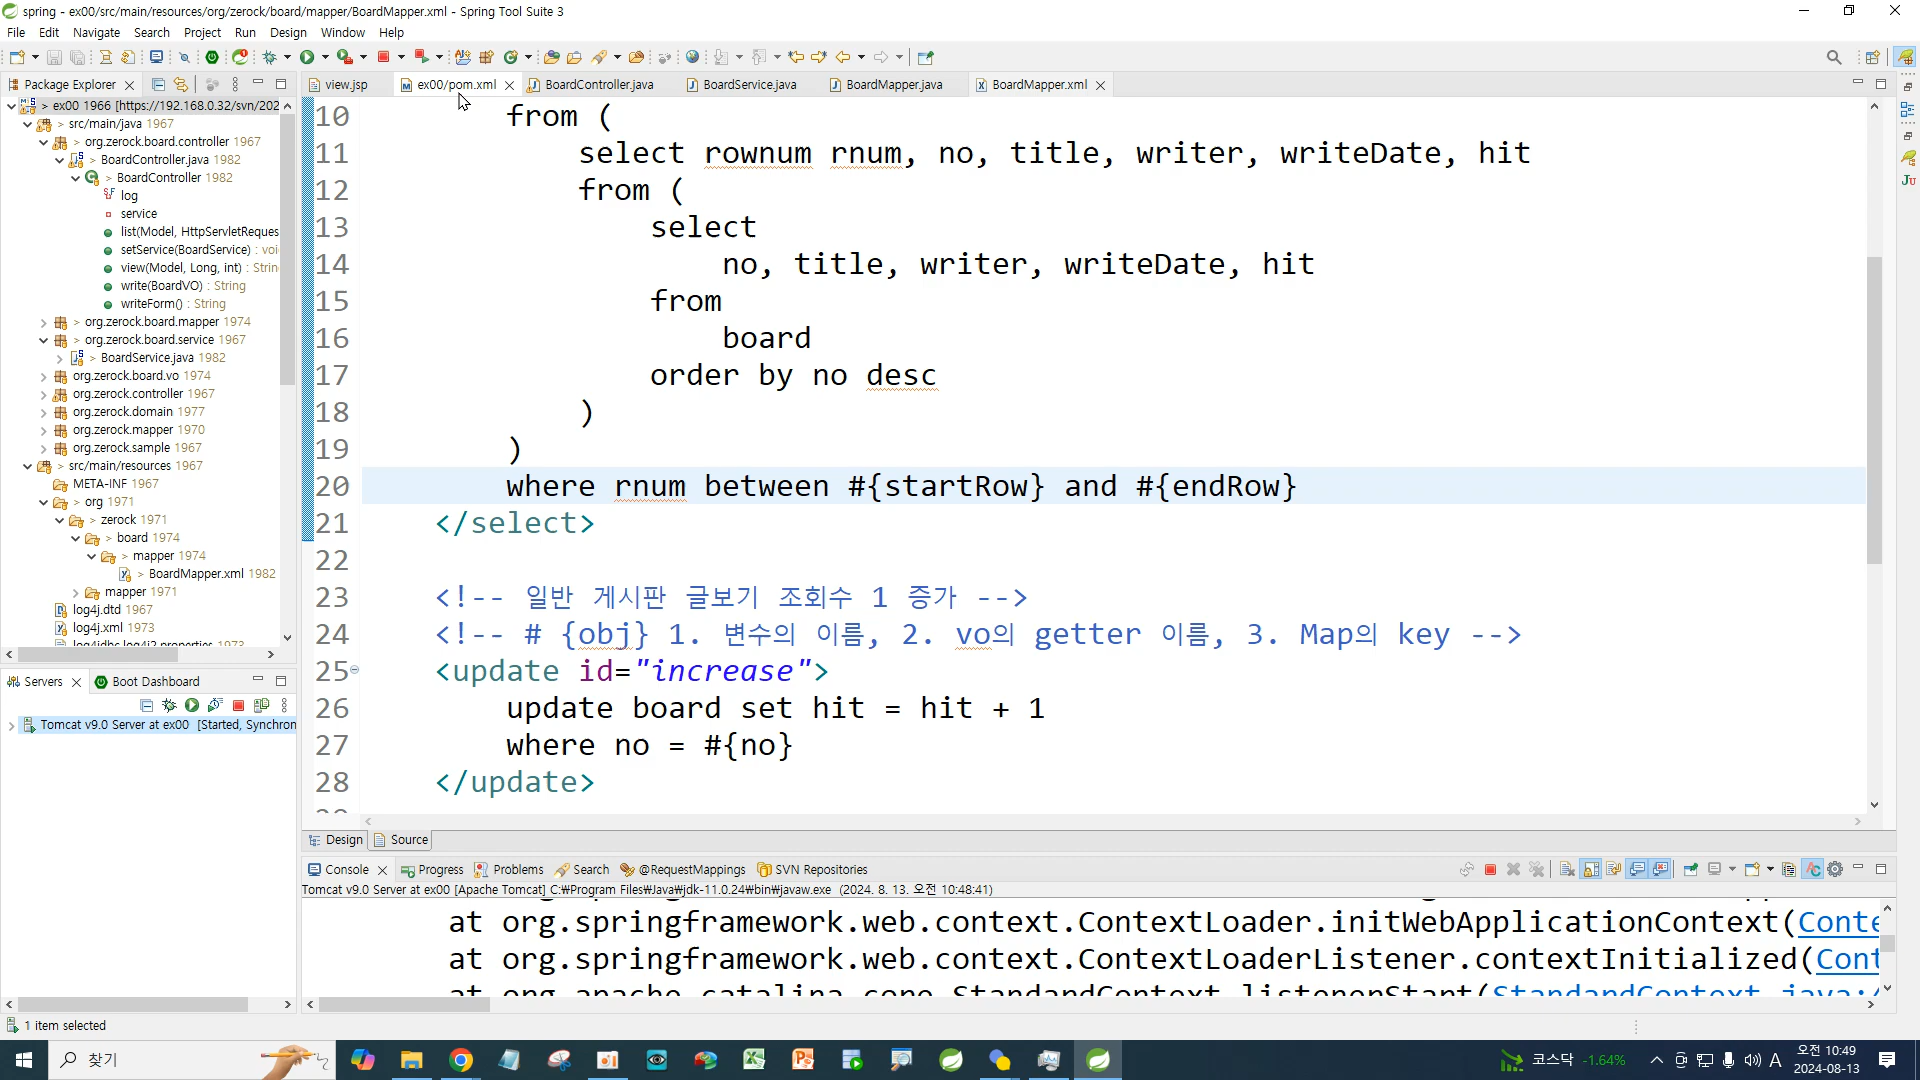 spring - ex00/src/main/resources/org/zerock/board/mapper/BoardMapper.xml - Spring Tool Suite 3
File Edit Navigate Search Project Run Design Window Help
Package Explorer
view.jsp ex00/pom.xml BoardController.java BoardService.java BoardMapper.java BoardMapper.xml
> ex00 1966 [https://192.168.0.32/svn/202
> src/main/java 1967
> org.zerock.board.controller 1967
> BoardController.java 1982
> BoardController 1982
log
service
list(Model, HttpServletReques
setService(BoardService) : voi
view(Model, Long, int) : Strin
write(BoardVO) : String
writeForm() : String
> org.zerock.board.mapper 1974
> org.zerock.board.service 1967
> BoardService.java 1982
org.zerock.board.vo 1974
org.zerock.controller 1967
org.zerock.domain 1977
org.zerock.mapper 1970
org.zerock.sample 1967
> src/main/resources 1967
META-INF 1967
> org 1971
> zerock 1971
> board 1974
> mapper 1974
> BoardMapper.xml 1982
mapper 1971
log4j.dtd 1967
log4j.xml 1973
log4jdbc.log4j2.properties 1973
10 from (
11 select rownum rnum, no, title, writer, writeDate, hit
12 from (
13 select
14 no, title, writer, writeDate, hit
15 from
16 board
17 order by no desc
18 )
19 )
20 where rnum between #{startRow} and #{endRow}
21 </select>
22
23 <!-- 일반 게시판 글보기 조회수 1 증가 -->
24 <!-- # {obj} 1. 변수의 이름, 2. vo의 getter 이름, 3. Map의 key -->
25 <update id="increase">
26 update board set hit = hit + 1
27 where no = #{no}
28 </update>
Design Source
Servers Boot Dashboard
Tomcat v9.0 Server at ex00 [Started, Synchron
Console Progress Problems Search @RequestMappings SVN Repositories
Tomcat v9.0 Server at ex00 [Apache Tomcat] C:₩Program Files₩Java₩jdk-11.0.24₩bin₩javaw.exe (2024. 8. 13. 오전 10:48:41)
at org.springframework.web.context.ContextLoader.initWebApplicationContext(Conte
at org.springframework.web.context.ContextLoaderListener.contextInitialized(Cont
at org.apache.catalina.core.StandardContext.listenerStart(StandardContext.java:4
1 item selected
찾기
코스닥 -1.64%
A
오전 10:49
2024-08-13